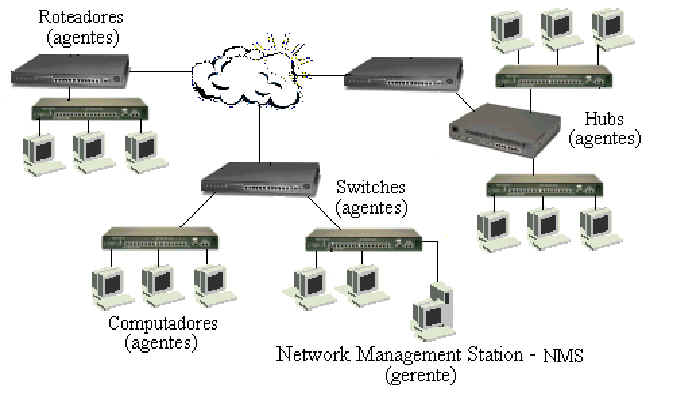 Roteadores
(agentes)
Hubs
(agentes)
Switches
(agentes)
Computadores
(agentes)
Network Management Station - NMS
(gerente)